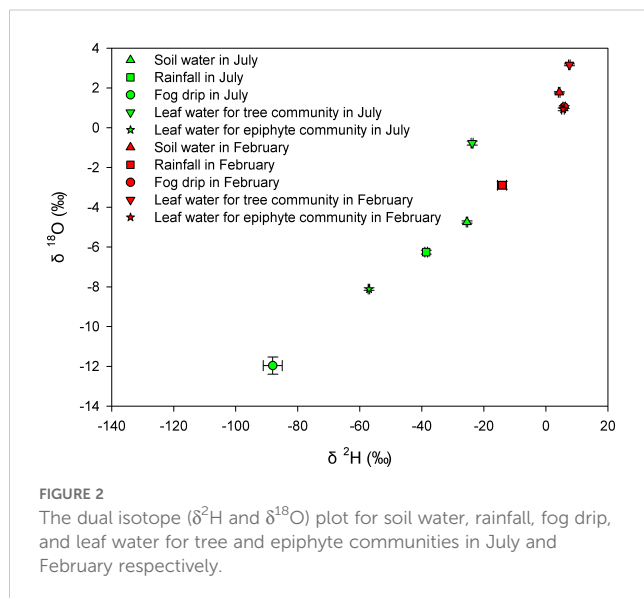 4
2
0
-2
-4
-6
-8
-10
-12
-14
δ ¹⁸O (‰)
Soil water in July
Rainfall in July
Fog drip in July
Leaf water for tree community in July
Leaf water for epiphyte community in July
Soil water in February
Rainfall in February
Fog drip in February
Leaf water for tree community in February
Leaf water for epiphyte community in February
-140 -120 -100 -80 -60 -40 -20 0 20
δ ²H (‰)
FIGURE 2
The dual isotope (δ²H and δ¹⁸O) plot for soil water, rainfall, fog drip,
and leaf water for tree and epiphyte communities in July and
February respectively.